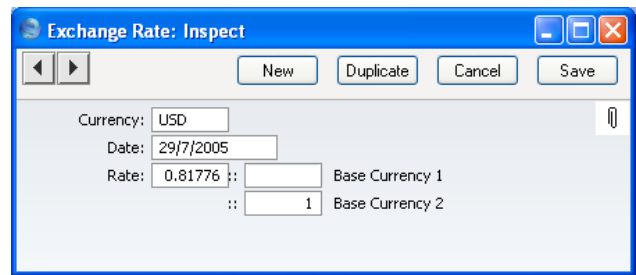 Exchange Rate: Inspect
New Duplicate Cancel Save
Currency: USD
Date: 29/7/2005
Rate: 0.81776 :: Base Currency 1
:: 1 Base Currency 2